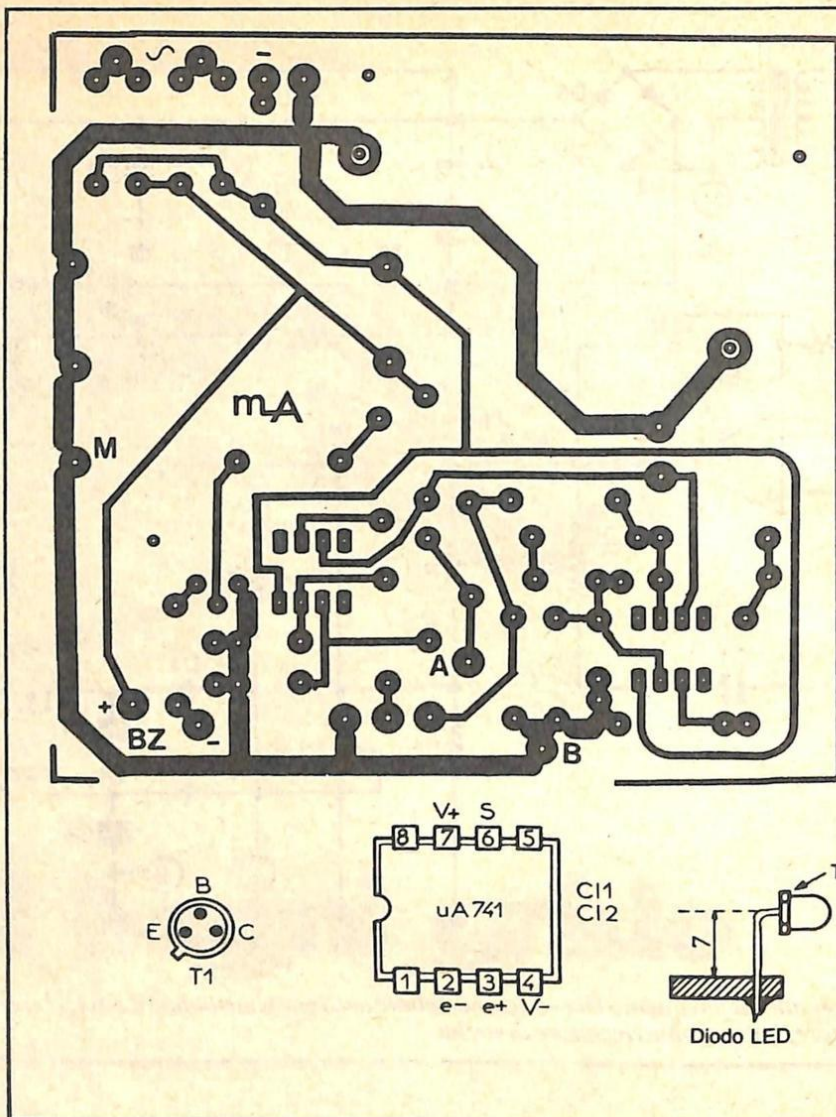 ~ -
mA
M
A
+ BZ -
B
V+ S
8 7 6 5
B
E C
T1
uA741
CI1
CI2
1 2 3 4
e- e+ V-
7
Diodo LED